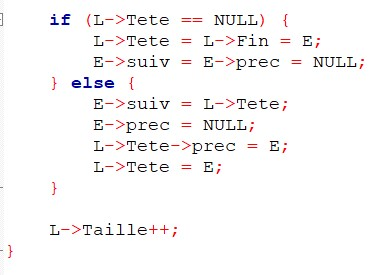 if (L->Tete == NULL) {
L->Tete = L->Fin = E;
E->suiv = E->prec = NULL;
} else {
E->suiv = L->Tete;
E->prec = NULL;
L->Tete->prec = E;
L->Tete = E;
}
L->Taille++;
}